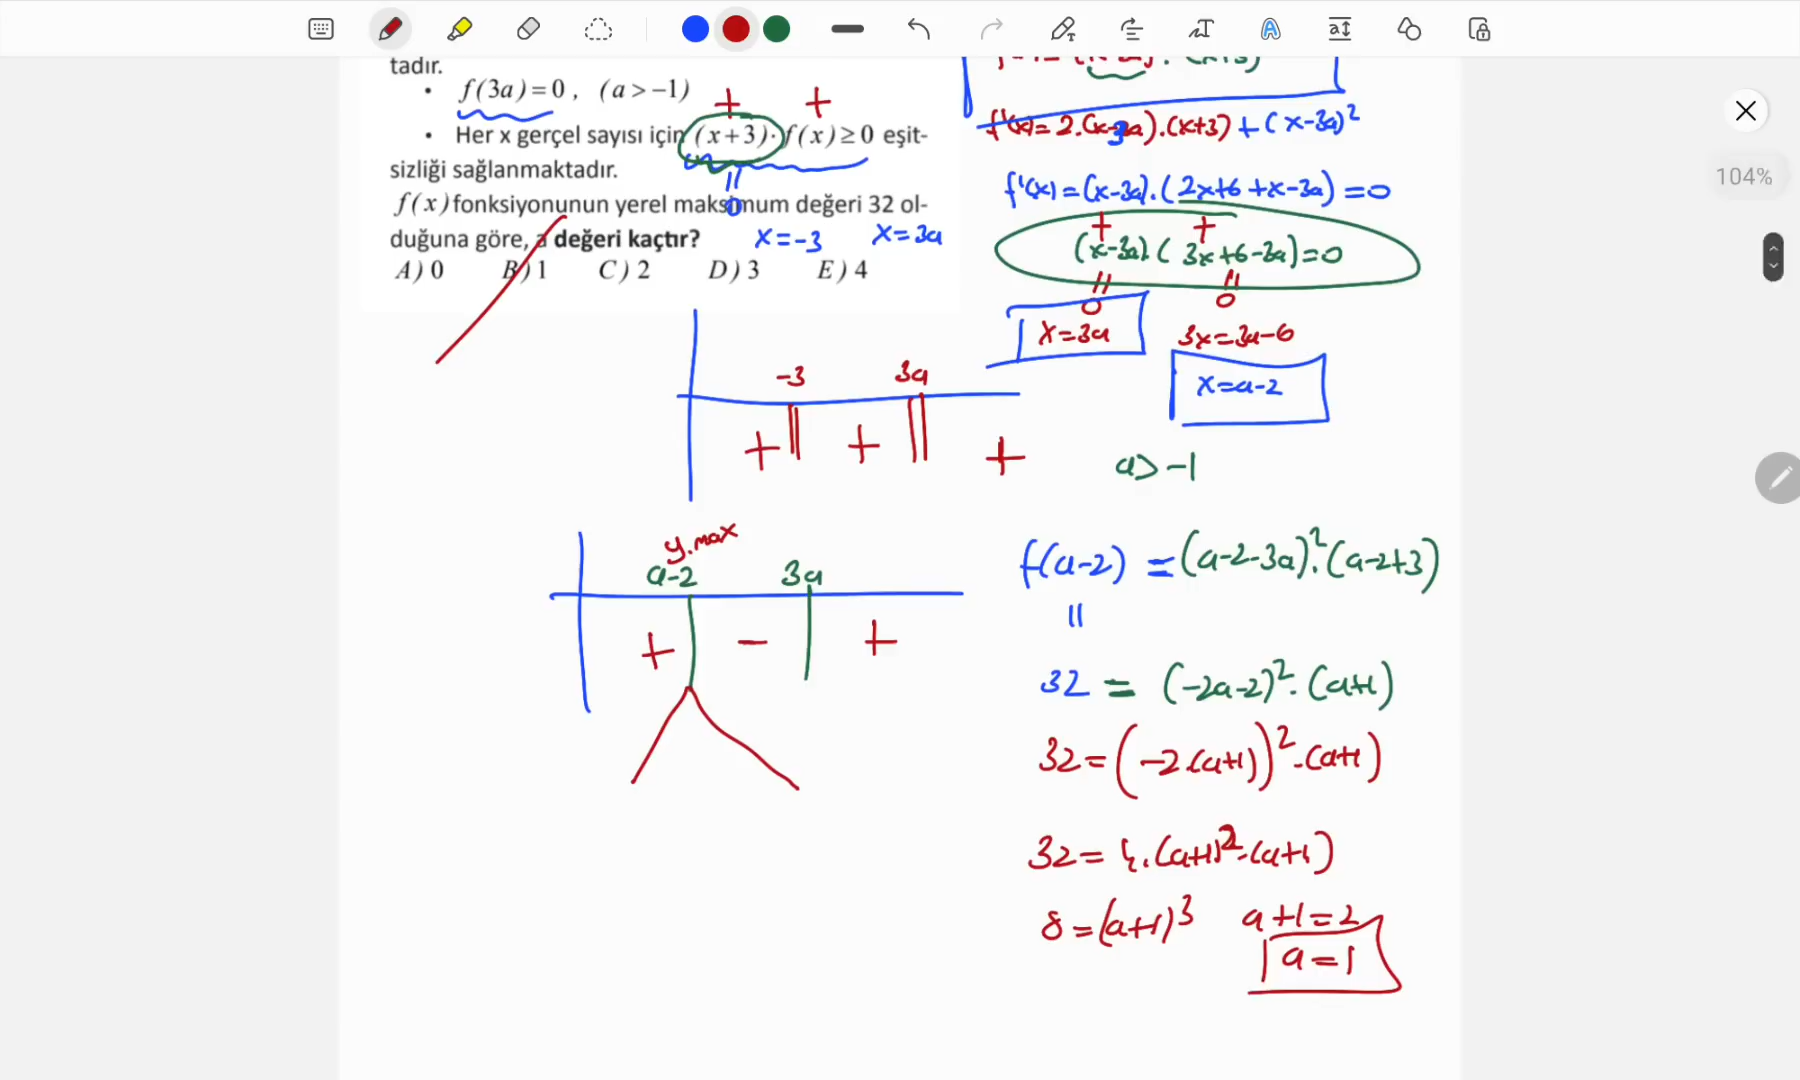 104%
tadır.
• f(3a)=0 , (a>-1)
+ +
• Her x gerçel sayısı için (x+3)·f(x)≥0 eşit-
sizliği sağlanmaktadır.
f(x) fonksiyonunun yerel maksimum değeri 32 ol-
duğuna göre, a değeri kaçtır?
0
x=-3 x=3a
A) 0 B) 1 C) 2 D) 3 E) 4
f'(x)=2.(x-3a).(x+3)+(x-3a)²
f'(x)=(x-3a).(2x+6+x-3a)=0
+ +
(x-3a)(3x+6-3a)=0
0 0
x=3a 3x=3a-6
x=a-2
-3 3a
+ + +
a>-1
y.max
a-2 3a
+ - +
f(a-2) = (a-2-3a)².(a-2+3)
32 = (-2a-2)².(a+1)
32=(-2.(a+1))².(a+1)
32=4.(a+1)².(a+1)
8=(a+1)³ a+1=2
a=1